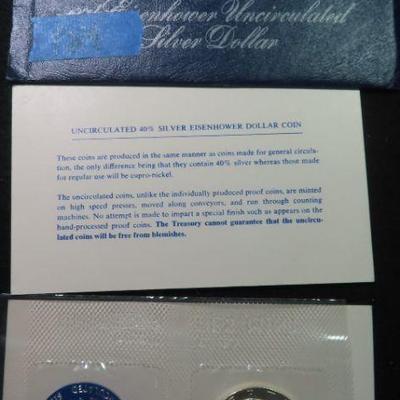 Eisenhower Uncirculated
Silver Dollar
UNCIRCULATED 40% SILVER EISENHOWER DOLLAR COIN
These coins are produced in the same manner as coins made for general circula-
tion, the only difference being that they contain 40% silver whereas those made
for regular use will be cupro-nickel.
The uncirculated coins, unlike the individually produced proof coins, are minted
on high speed presses, moved along conveyors, and run through counting
machines. No attempt is made to impart a special finish such as appears on the
hand-processed proof coins. The Treasury cannot guarantee that the uncircu-
lated coins will be free from blemishes.